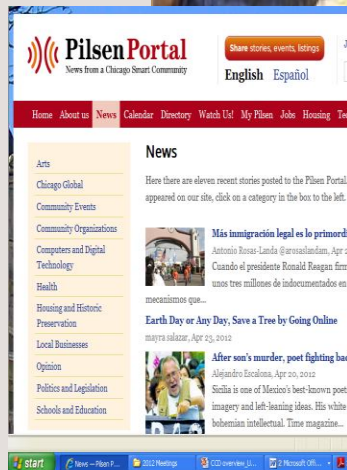 Pilsen Portal
News from a Chicago Smart Community
Share stories, events, listings
English Español
Home About us News Calendar Directory Watch Us! My Pilsen Jobs Housing
Arts
Chicago Global
Community Events
Community Organizations
Computers and Digital
Technology
Health
Housing and Historic
Preservation
Local Businesses
Opinion
Politics and Legislation
Schools and Education
News
Here there are eleven recent stories posted to the Pilsen Portal.
appeared on our site, click on a category in the box to the left.
Más inmigración legal es lo
Antonio Rosas-Landa @arosaslandam, Apr
Cuando el presidente Ronald Reagan
unos tres millones de indocumentados en
mecanismos que...
Earth Day or Any Day, Save a Tree by Going Online
mayra salazar, Apr 23, 2012
After son's murder, poet fighting
Alejandro Escalona, Apr 20, 2012
Sicilia is one of Mexico's best-known
imagery and left-leaning ideas. His white
bohemian intellectual. Time magazine...
start
News — Pilsen P...
2012 Meetings
CCD overview_U...
2 Microsoft Offi...